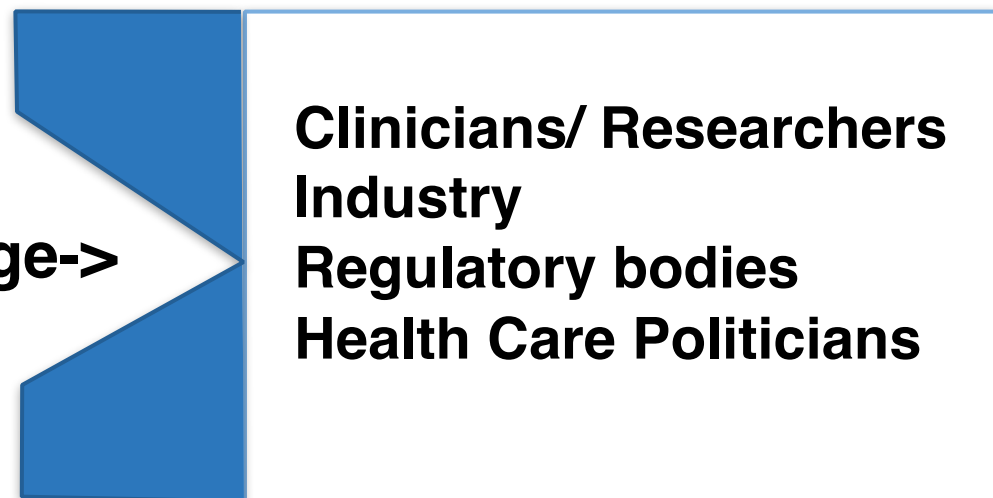 Clinicians/ Researchers
Industry
ge->
Regulatory bodies
Health Care Politicians